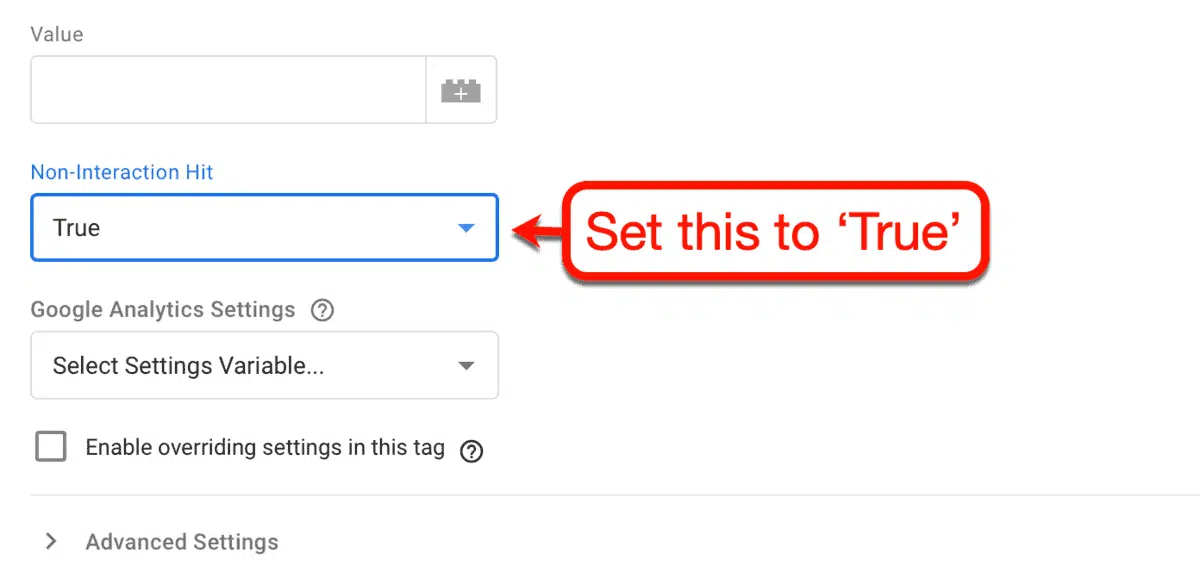 Value
Non-Interaction Hit
True
Set this to ‘True’
Google Analytics Settings
Select Settings Variable...
Enable overriding settings in this tag
Advanced Settings